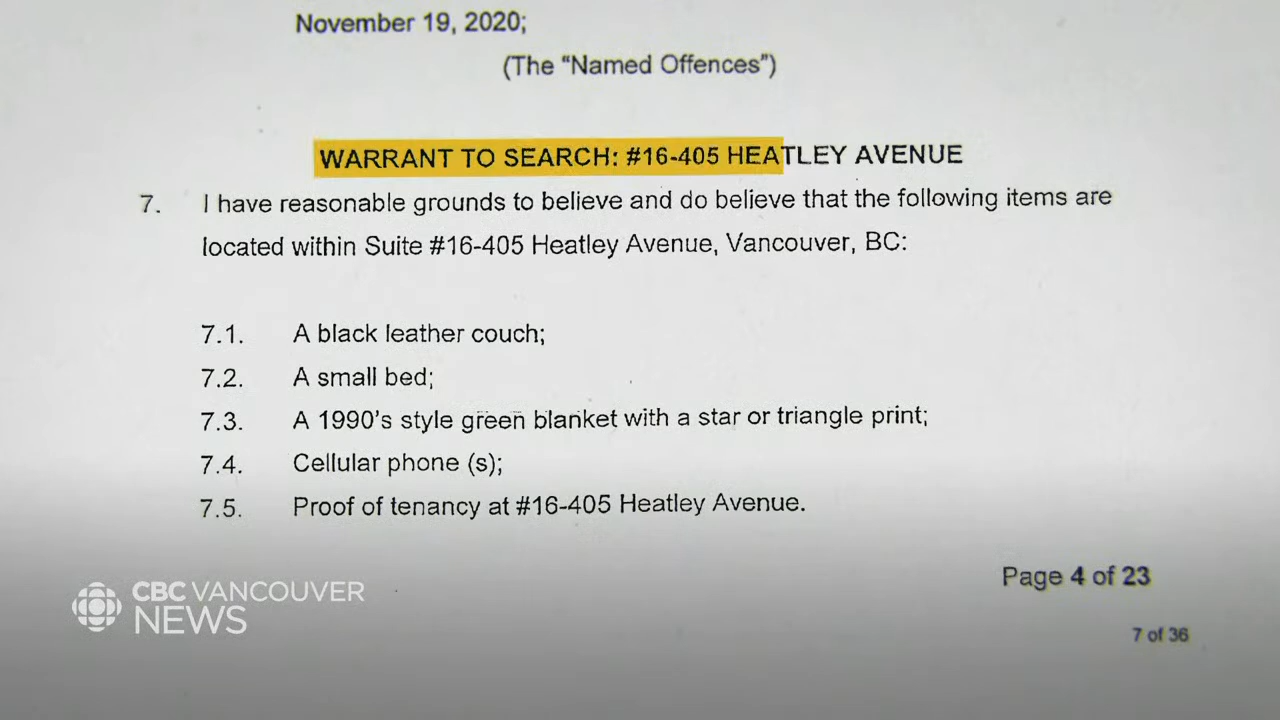 November 19, 2020;
(The “Named Offences”)
WARRANT TO SEARCH: #16-405 HEATLEY AVENUE
7. I have reasonable grounds to believe and do believe that the following items are
located within Suite #16-405 Heatley Avenue, Vancouver, BC:
7.1. A black leather couch;
7.2. A small bed;
7.3. A 1990’s style green blanket with a star or triangle print;
7.4. Cellular phone (s);
7.5. Proof of tenancy at #16-405 Heatley Avenue.
Page 4 of 23
7 of 36
CBC VANCOUVER
NEWS